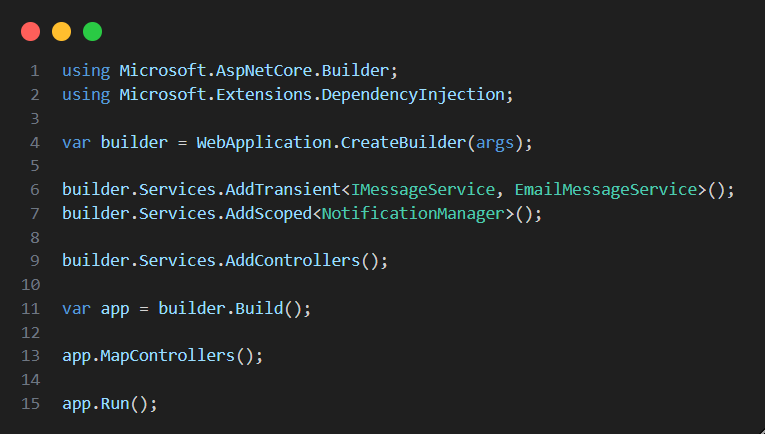 1 using Microsoft.AspNetCore.Builder;
2 using Microsoft.Extensions.DependencyInjection;
3
4 var builder = WebApplication.CreateBuilder(args);
5
6 builder.Services.AddTransient<IMessageService, EmailMessageService>();
7 builder.Services.AddScoped<NotificationManager>();
8
9 builder.Services.AddControllers();
10
11 var app = builder.Build();
12
13 app.MapControllers();
14
15 app.Run();